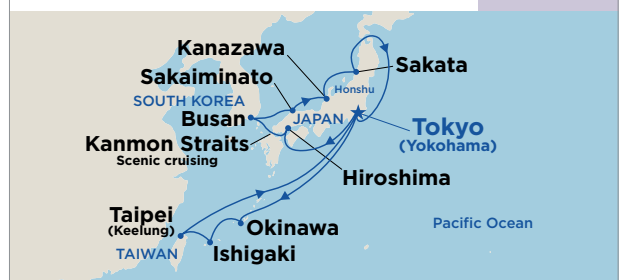 Kanazawa
Sakata
Sakaiminato
Honshu
SOUTH KOREA
Busan
JAPAN
Tokyo
(Yokohama)
Kanmon Straits
Scenic cruising
Hiroshima
Taipei
(Keelung)
Okinawa
Pacific Ocean
TAIWAN
Ishigaki